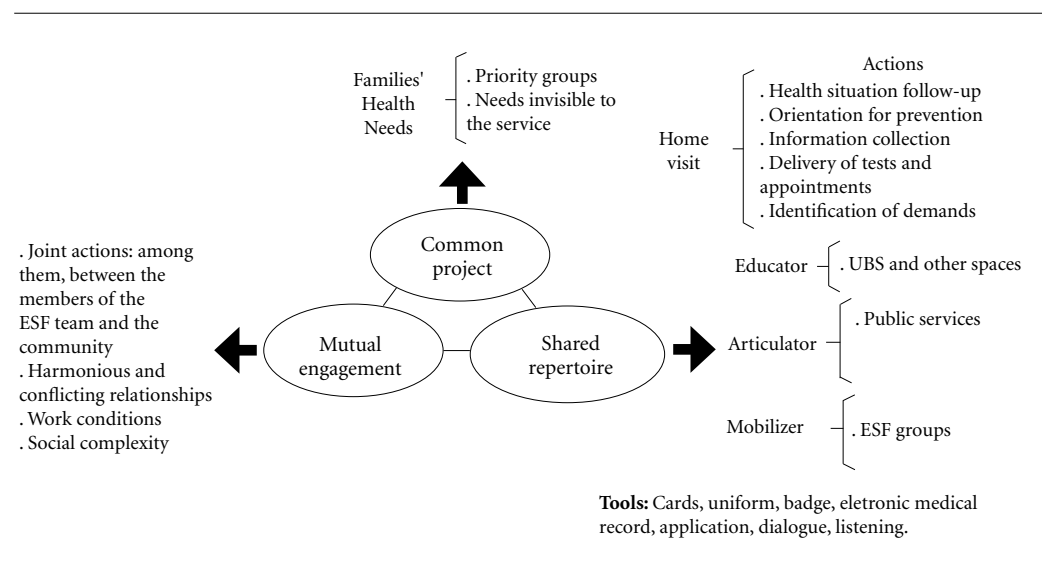 Families'
Health
Needs
. Priority groups
. Needs invisible to
the service
Actions
Home
visit
. Health situation follow-up
. Orientation for prevention
. Information collection
. Delivery of tests and
appointments
. Identification of demands
Common
project
. Joint actions: among
them, between the
members of the
ESF team and the
community
. Harmonious and
conflicting relationships
. Work conditions
. Social complexity
Mutual
engagement
Shared
repertoire
Educator
. UBS and other spaces
Articulator
. Public services
Mobilizer
. ESF groups
Tools: Cards, uniform, badge, eletronic medical
record, application, dialogue, listening.